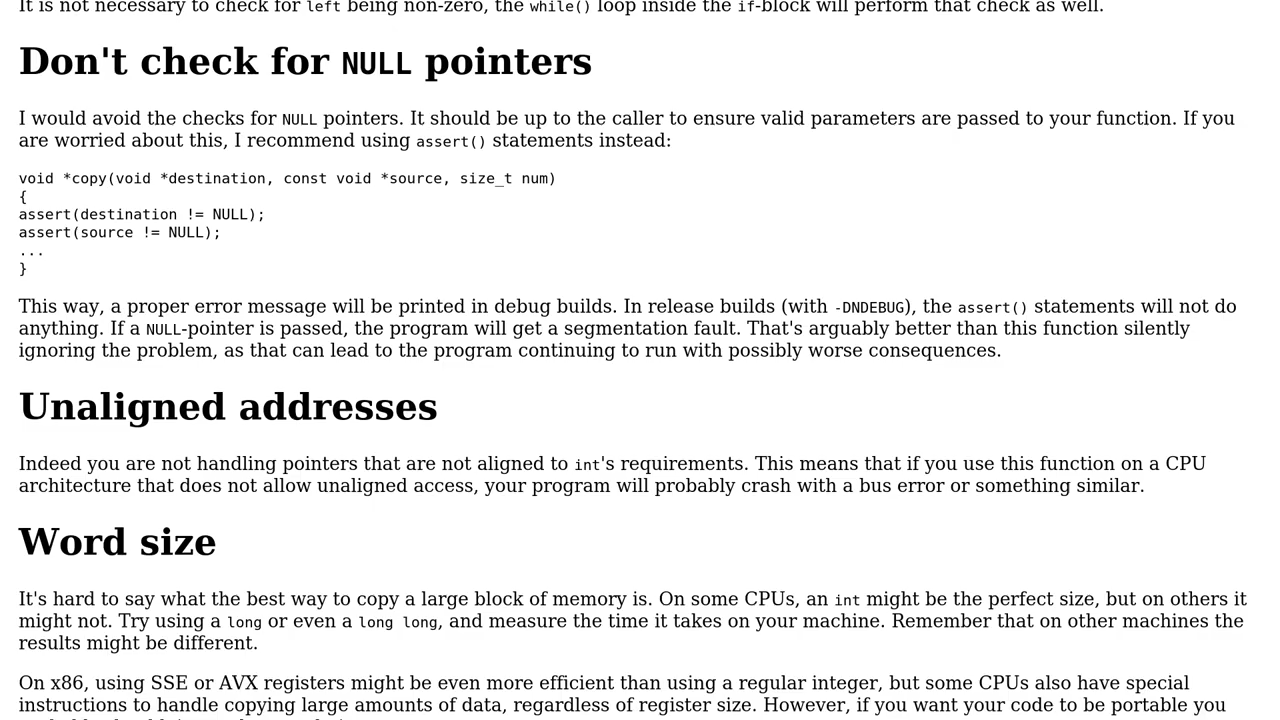 It is not necessary to check for left being non-zero, the while() loop inside the if-block will perform that check as well.
Don't check for NULL pointers
I would avoid the checks for NULL pointers. It should be up to the caller to ensure valid parameters are passed to your function. If you
are worried about this, I recommend using assert() statements instead:
void *copy(void *destination, const void *source, size_t num)
{
assert(destination != NULL);
assert(source != NULL);
...
}
This way, a proper error message will be printed in debug builds. In release builds (with -DNDEBUG), the assert() statements will not do
anything. If a NULL-pointer is passed, the program will get a segmentation fault. That's arguably better than this function silently
ignoring the problem, as that can lead to the program continuing to run with possibly worse consequences.
Unaligned addresses
Indeed you are not handling pointers that are not aligned to int's requirements. This means that if you use this function on a CPU
architecture that does not allow unaligned access, your program will probably crash with a bus error or something similar.
Word size
It's hard to say what the best way to copy a large block of memory is. On some CPUs, an int might be the perfect size, but on others it
might not. Try using a long or even a long long, and measure the time it takes on your machine. Remember that on other machines the
results might be different.
On x86, using SSE or AVX registers might be even more efficient than using a regular integer, but some CPUs also have special
instructions to handle copying large amounts of data, regardless of register size. However, if you want your code to be portable you